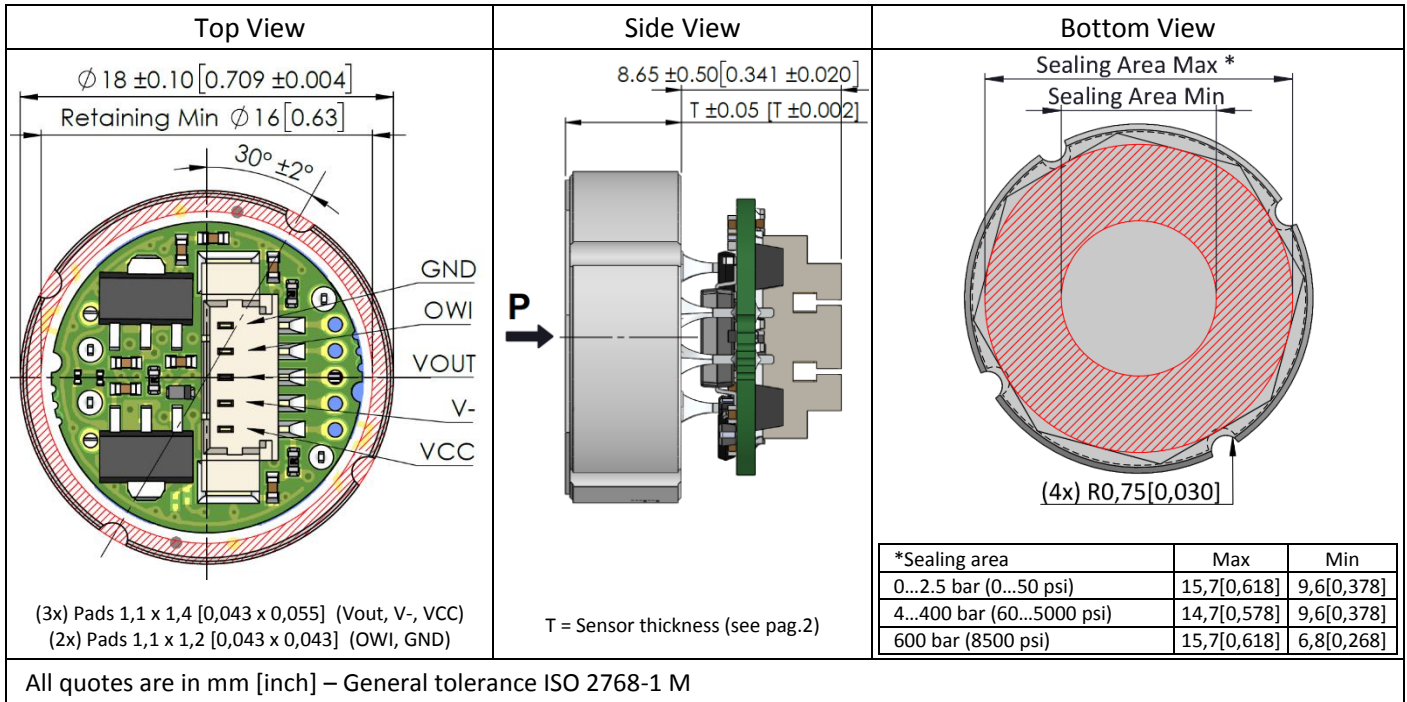 Top View
Side View
Bottom View
∅ 18 ±0.10[0.709 ±0.004]
Retaining Min ∅ 16[0.63]
30° ±2°
GND
OWI
VOUT
V-
VCC
(3x) Pads 1,1 x 1,4 [0,043 x 0,055] (Vout, V-, VCC)
(2x) Pads 1,1 x 1,2 [0,043 x 0,043] (OWI, GND)
8.65 ±0.50[0.341 ±0.020]
T ±0.05 [T ±0.002]
P
T = Sensor thickness (see pag.2)
Sealing Area Max *
Sealing Area Min
(4x) R0,75[0,030]
*Sealing area Max Min
0...2.5 bar (0...50 psi) 15,7[0,618] 9,6[0,378]
4...400 bar (60...5000 psi) 14,7[0,578] 9,6[0,378]
600 bar (8500 psi) 15,7[0,618] 6,8[0,268]
All quotes are in mm [inch] – General tolerance ISO 2768-1 M